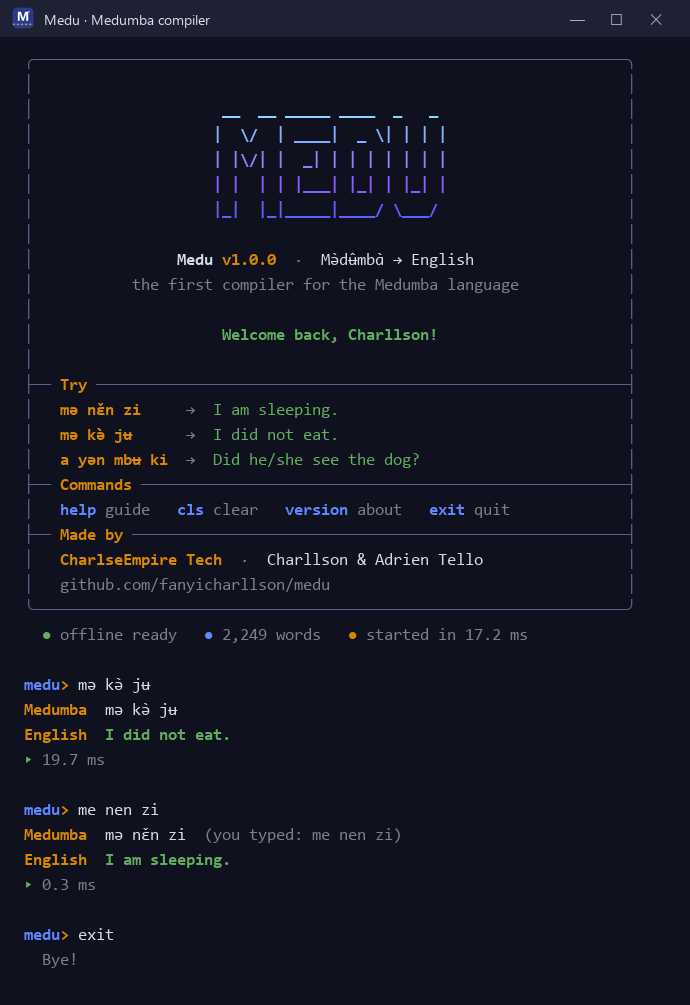 M Medu · Medumba compiler
MEDU
Medu v1.0.0 · Mə̀dʉ̂mbɑ̀ → English
the first compiler for the Medumba language
Welcome back, Charllson!
Try
mə nɛ̌n zi → I am sleeping.
mə kə̀ jʉ → I did not eat.
a yən mbʉ ki → Did he/she see the dog?
Commands
help guide cls clear version about exit quit
Made by
CharlseEmpire Tech · Charllson & Adrien Tello
github.com/fanyicharllson/medu
● offline ready ● 2,249 words ● started in 17.2 ms
medu> mə kə̀ jʉ
Medumba mə kə̀ jʉ
English I did not eat.
▸ 19.7 ms
medu> me nen zi
Medumba mə nɛ̌n zi (you typed: me nen zi)
English I am sleeping.
▸ 0.3 ms
medu> exit
Bye!